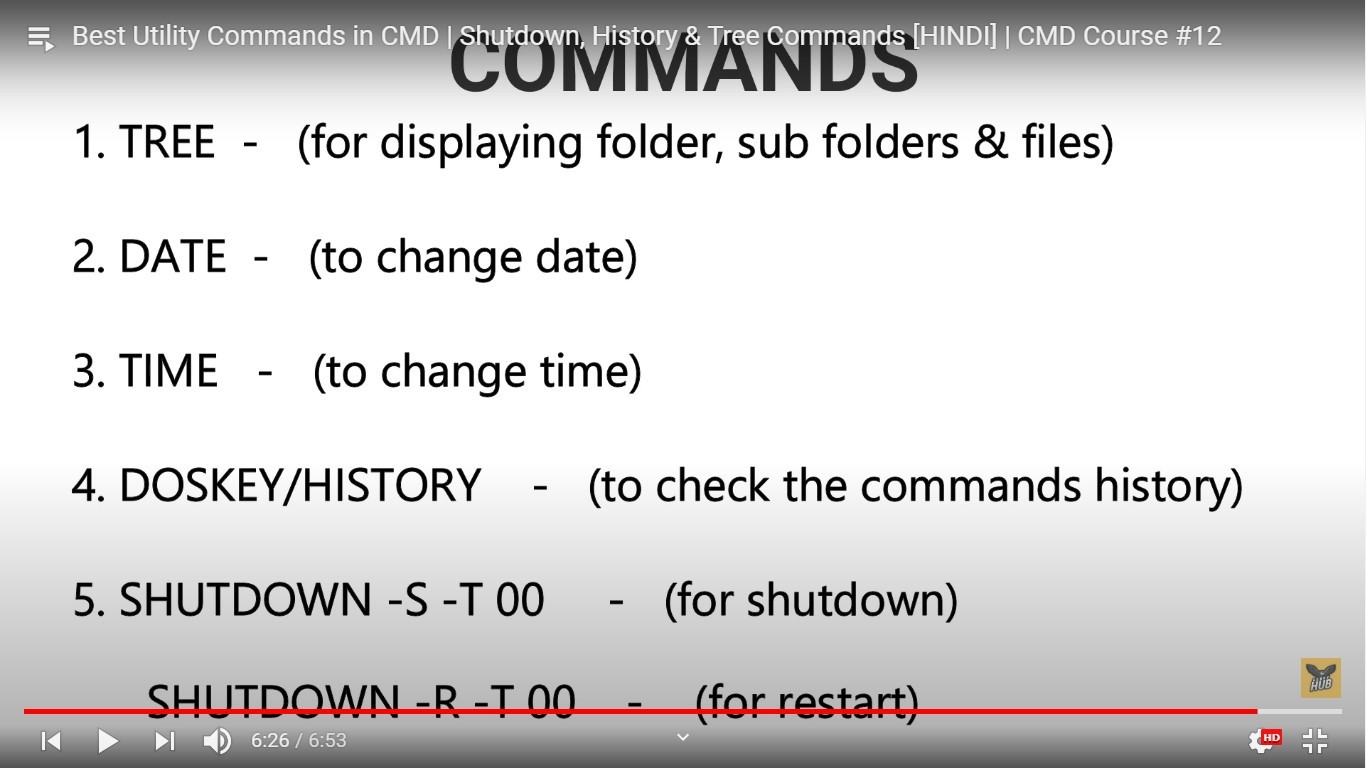 Best Utility Commands in CMD | Shutdown, History & Tree Commands [HINDI] | CMD Course #12
COMMANDS
1. TREE - (for displaying folder, sub folders & files)
2. DATE - (to change date)
3. TIME - (to change time)
4. DOSKEY/HISTORY - (to check the commands history)
5. SHUTDOWN -S -T 00 - (for shutdown)
SHUTDOWN -R -T 00 - (for restart)
HUB
6:26 / 6:53
HD